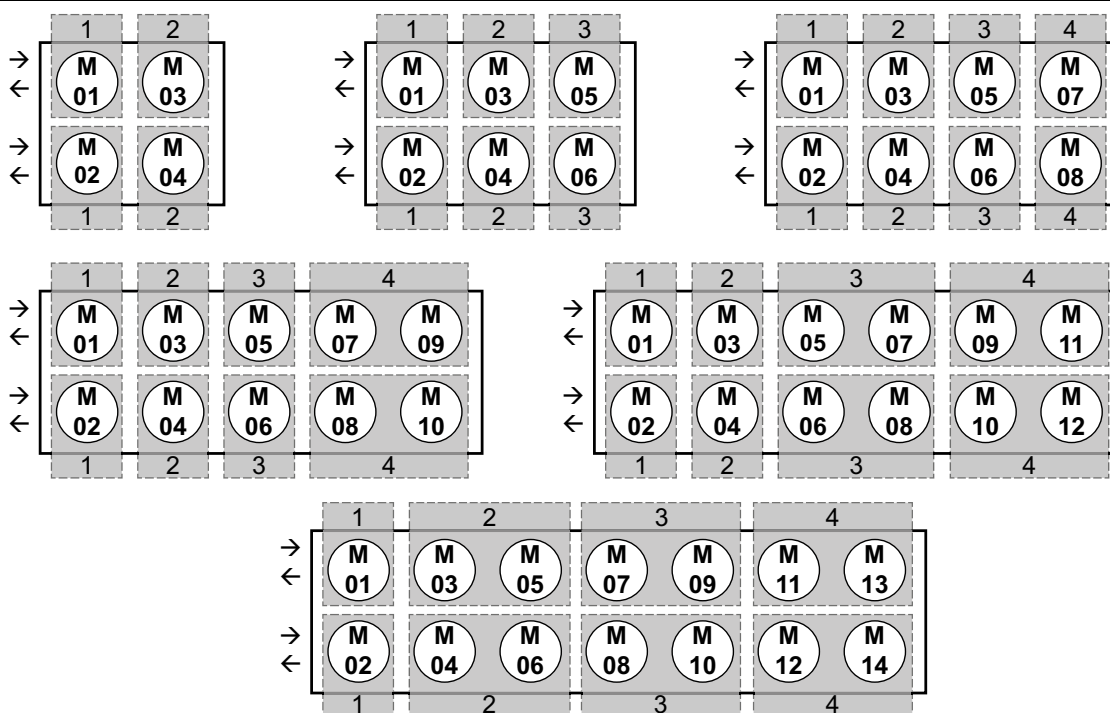 1 2
→ M 01 M 03
←
→ M 02 M 04
←
1 2
1 2 3
→ M 01 M 03 M 05
←
→ M 02 M 04 M 06
←
1 2 3
1 2 3 4
→ M 01 M 03 M 05 M 07
←
→ M 02 M 04 M 06 M 08
←
1 2 3 4
1 2 3 4
→ M 01 M 03 M 05 M 07 M 09
←
→ M 02 M 04 M 06 M 08 M 10
←
1 2 3 4
1 2 3 4
→ M 01 M 03 M 05 M 07 M 09 M 11
←
→ M 02 M 04 M 06 M 08 M 10 M 12
←
1 2 3 4
1 2 3 4
→ M 01 M 03 M 05 M 07 M 09 M 11 M 13
←
→ M 02 M 04 M 06 M 08 M 10 M 12 M 14
←
1 2 3 4